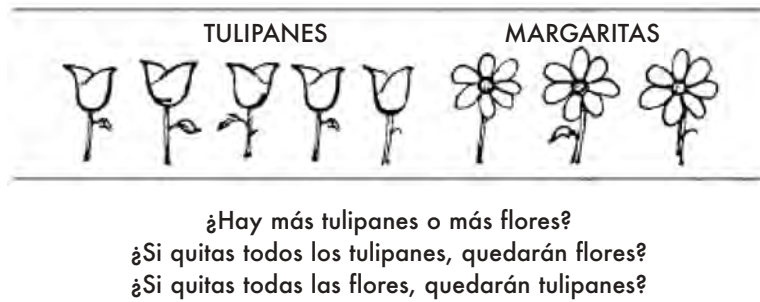 TULIPANES MARGARITAS
¿Hay más tulipanes o más flores?
¿Si quitas todos los tulipanes, quedarán flores?
¿Si quitas todas las flores, quedarán tulipanes?